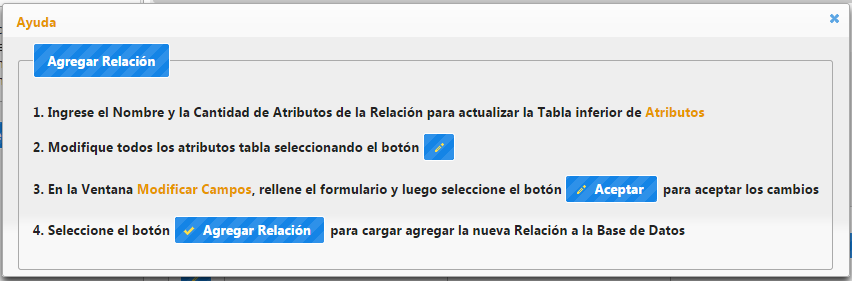 Ayuda
Agregar Relación
1. Ingrese el Nombre y la Cantidad de Atributos de la Relación para actualizar la Tabla inferior de Atributos
2. Modifique todos los atributos tabla seleccionando el botón
3. En la Ventana Modificar Campos, rellene el formulario y luego seleccione el botón Aceptar para aceptar los cambios
4. Seleccione el botón Agregar Relación para cargar agregar la nueva Relación a la Base de Datos